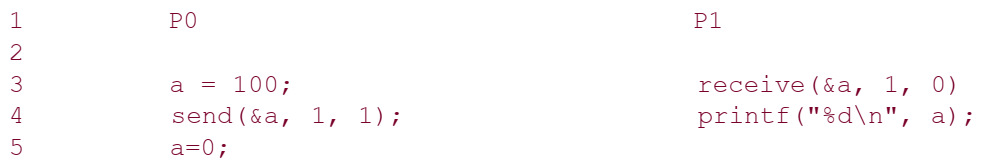 1 P0 P1
2
3 a = 100; receive(&a, 1, 0)
4 send(&a, 1, 1); printf("%d\n", a);
5 a=0;